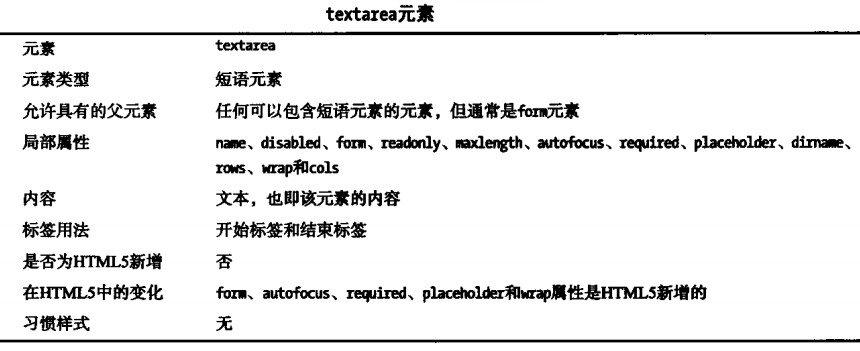 textarea元素
元素 textarea
元素类型 短语元素
允许具有的父元素 任何可以包含短语元素的元素，但通常是form元素
局部属性 name、disabled、form、readonly、maxlength、autofocus、required、placeholder、dirname、
rows、wrap和cols
内容 文本，也即该元素的内容
标签用法 开始标签和结束标签
是否为HTML5新增 否
在HTML5中的变化 form、autofocus、required、placeholder和wrap属性是HTML5新增的
习惯样式 无